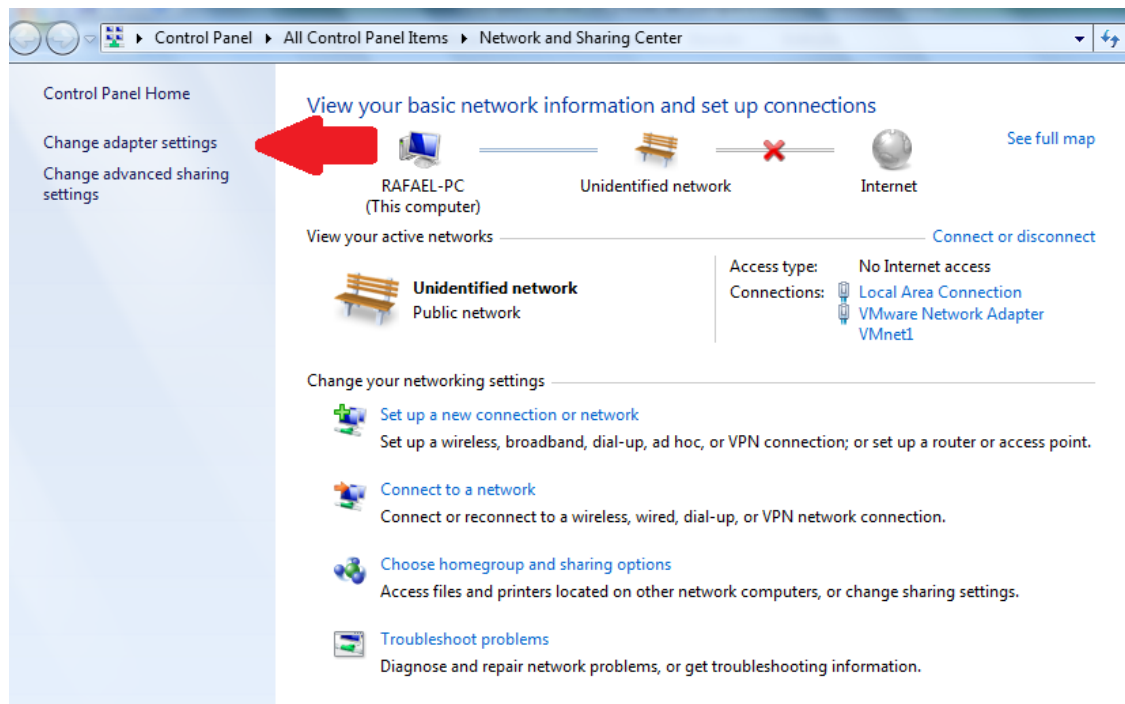 Control Panel ▸ All Control Panel Items ▸ Network and Sharing Center
Control Panel Home
Change adapter settings
Change advanced sharing
settings
View your basic network information and set up connections
See full map
RAFAEL-PC
(This computer)
Unidentified network
Internet
View your active networks
Connect or disconnect
Unidentified network
Public network
Access type: No Internet access
Connections: Local Area Connection
VMware Network Adapter
VMnet1
Change your networking settings
Set up a new connection or network
Set up a wireless, broadband, dial-up, ad hoc, or VPN connection; or set up a router or access point.
Connect to a network
Connect or reconnect to a wireless, wired, dial-up, or VPN network connection.
Choose homegroup and sharing options
Access files and printers located on other network computers, or change sharing settings.
Troubleshoot problems
Diagnose and repair network problems, or get troubleshooting information.